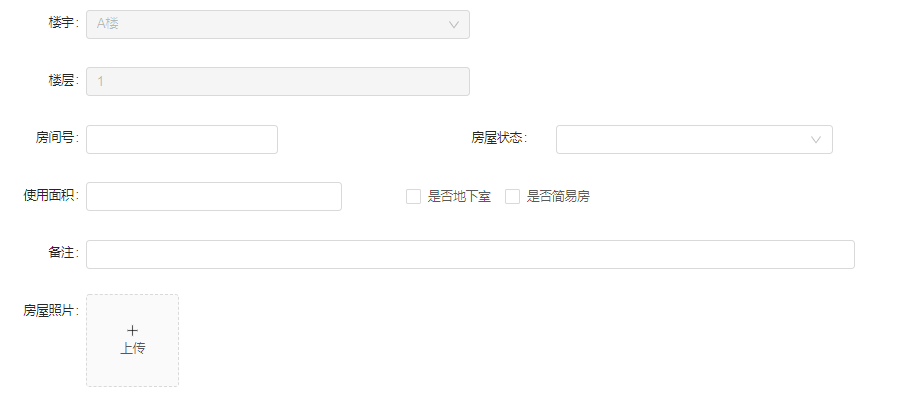 楼宇: A楼
楼层: 1
房间号: 房屋状态:
使用面积: 是否地下室 是否简易房
备注:
房屋照片:
+
上传